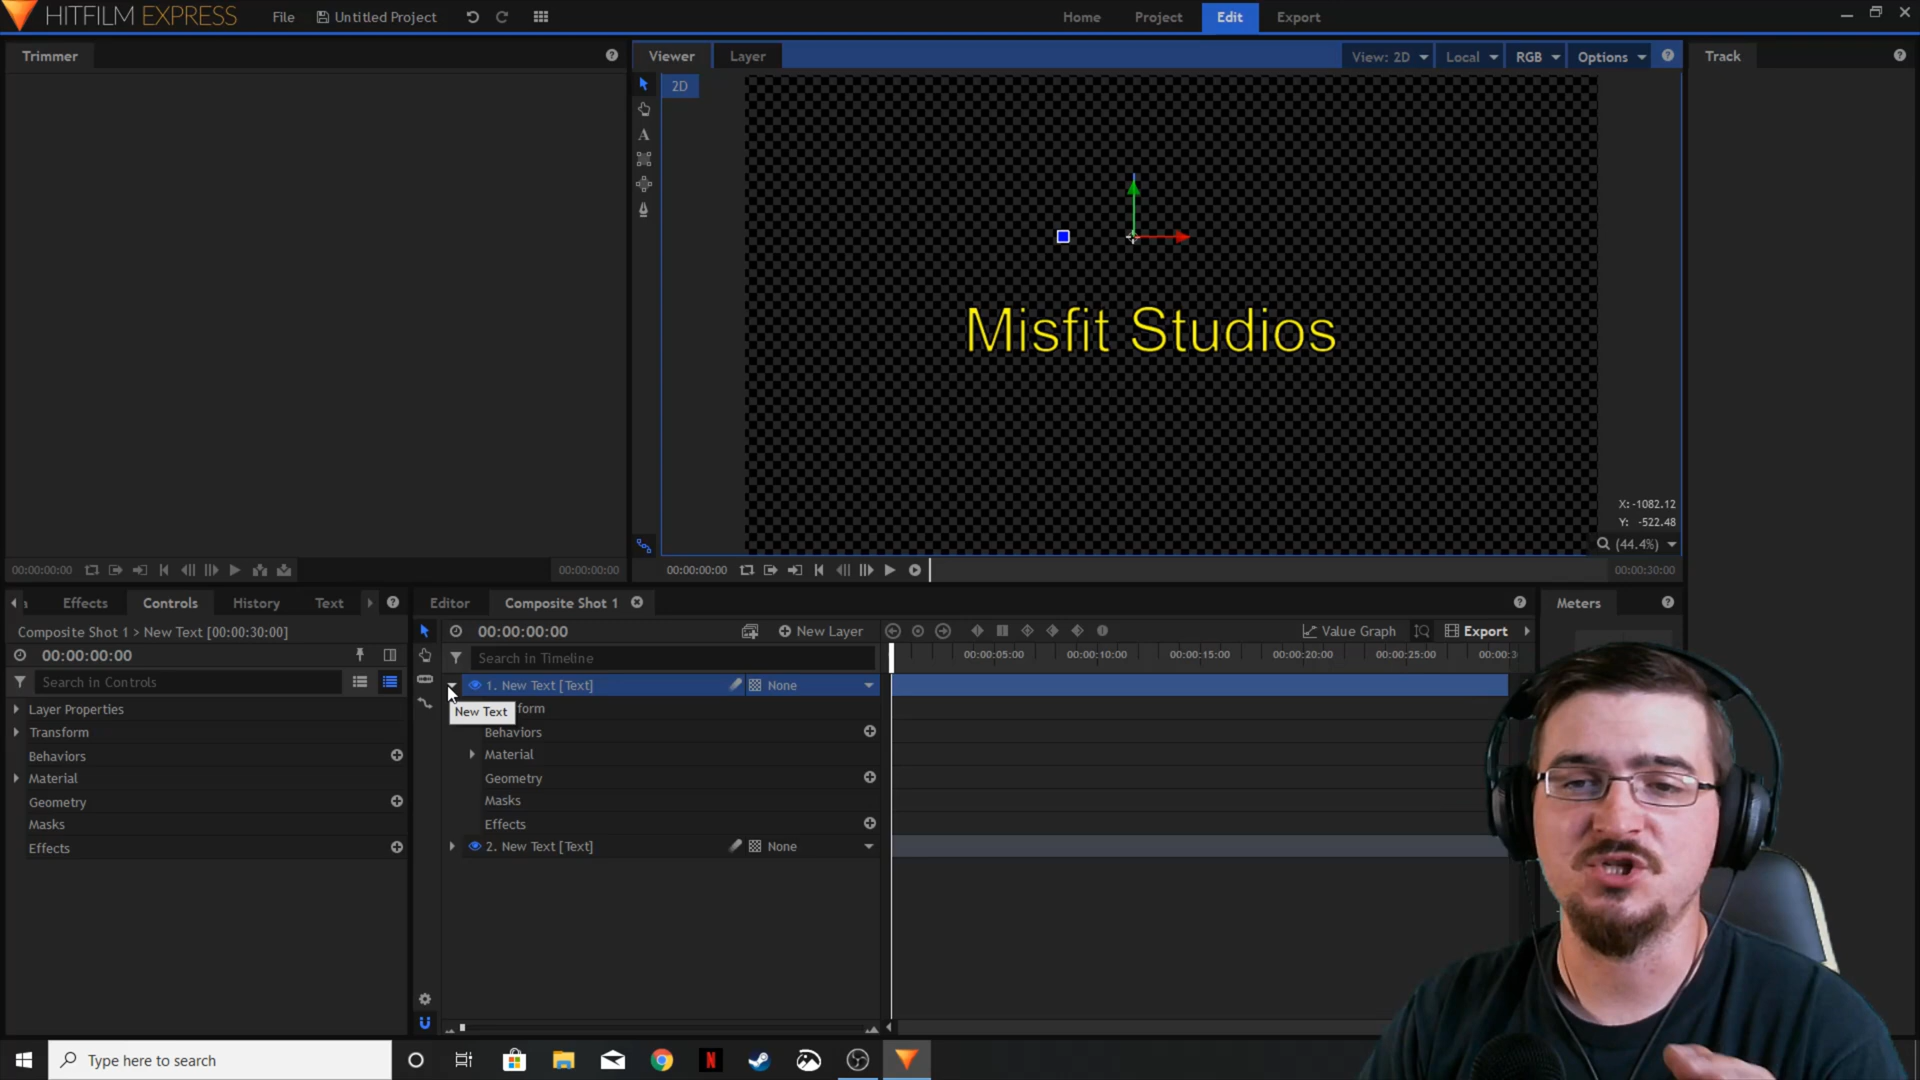 HITFILM EXPRESS
File
Untitled Project
Home
Project
Edit
Export
Trimmer
Viewer
Layer
View: 2D
Local
RGB
Options
Track
2D
Misfit Studios
X: -1082.12
Y: -522.48
(44.4%)
00:00:00:00
00:00:00:00
00:00:00:00
00:00:30:00
Effects
Controls
History
Text
Editor
Composite Shot 1
Meters
Composite Shot 1 > New Text [00:00:30:00]
00:00:00:00
New Layer
Value Graph
Export
00:00:00:00
Search in Timeline
00:00:05:00
00:00:10:00
00:00:15:00
00:00:20:00
00:00:25:00
00:00:3
Search in Controls
1. New Text [Text]
None
Layer Properties
New Text
form
Transform
Behaviors
Behaviors
Material
Material
Geometry
Geometry
Masks
Masks
Effects
Effects
2. New Text [Text]
None
Type here to search